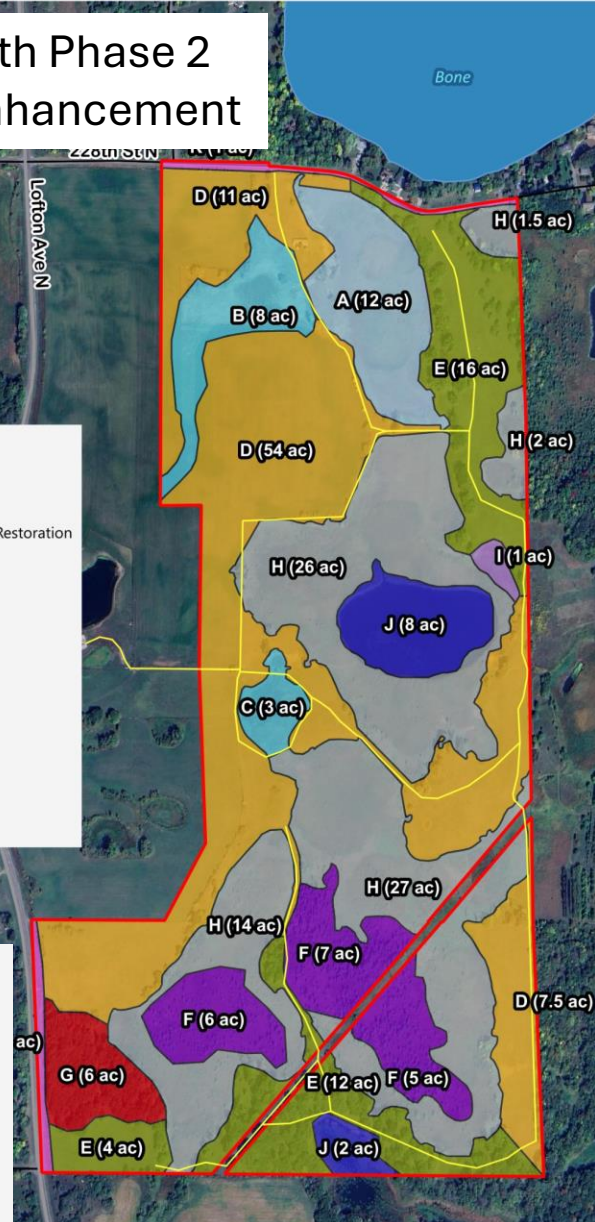 th Phase 2
nhancement
Bone
228th St N
Lofton Ave N
D (11 ac)
H (1.5 ac)
B (8 ac)
A (12 ac)
E (16 ac)
D (54 ac)
H (2 ac)
Restoration
H (26 ac)
I (1 ac)
J (8 ac)
C (3 ac)
H (27 ac)
H (14 ac)
F (7 ac)
D (7.5 ac)
F (6 ac)
ac)
G (6 ac)
E (12 ac)
F (5 ac)
E (4 ac)
J (2 ac)